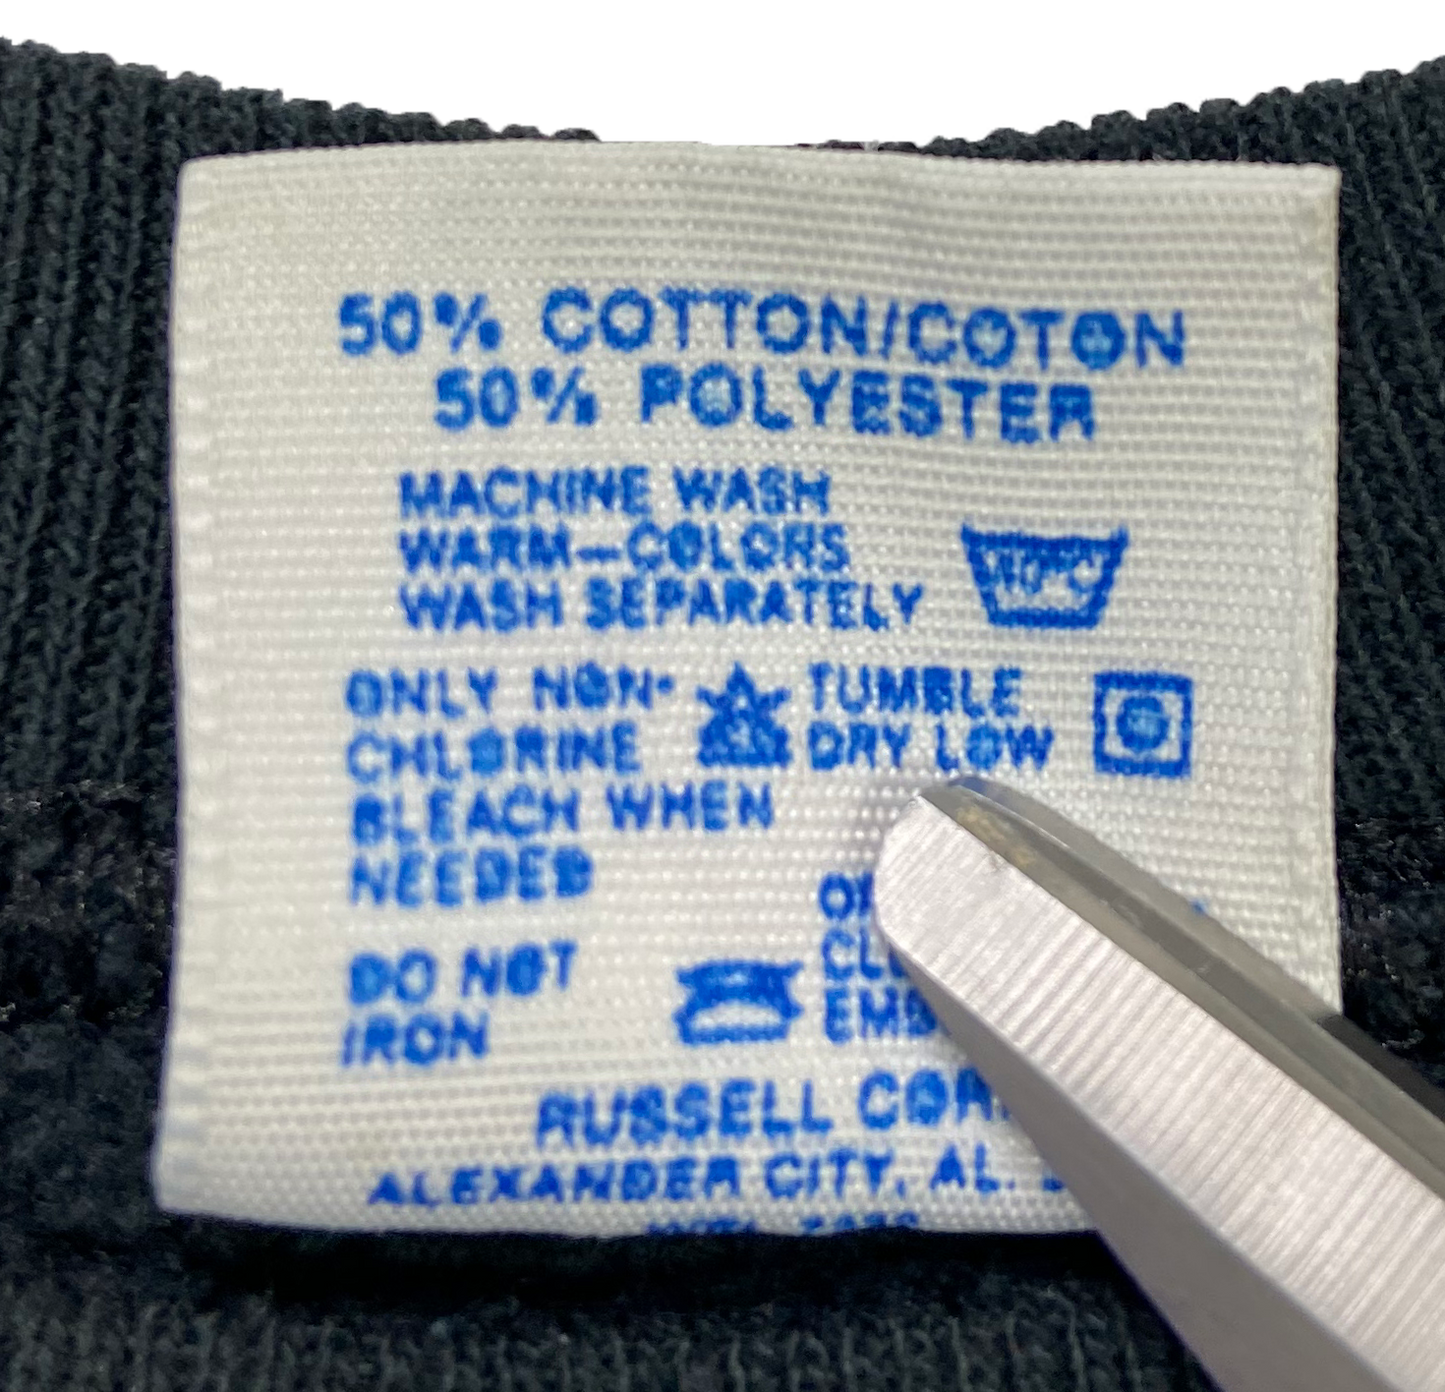 50% COTTON/COTON
50% POLYESTER
MACHINE WASH
WARM—COLORS
WASH SEPARATELY
40°C
ONLY NON-
CHLORINE
BLEACH WHEN
NEEDED
TUMBLE
DRY LOW
DO NOT
IRON
RUSSELL
ALEXANDER CITY, AL.